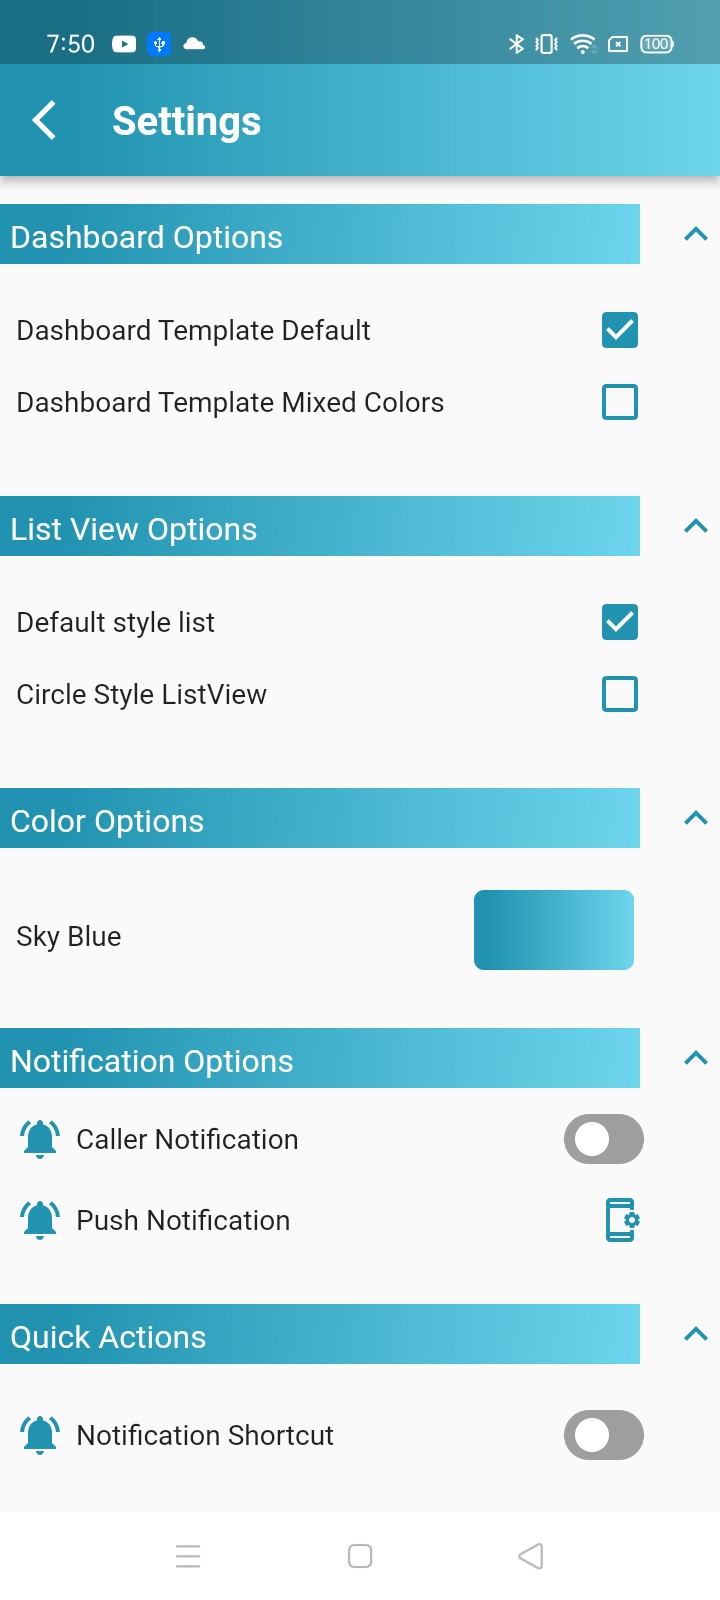 7:50
100
Settings
Dashboard Options
Dashboard Template Default
Dashboard Template Mixed Colors
List View Options
Default style list
Circle Style ListView
Color Options
Sky Blue
Notification Options
Caller Notification
Push Notification
Quick Actions
Notification Shortcut